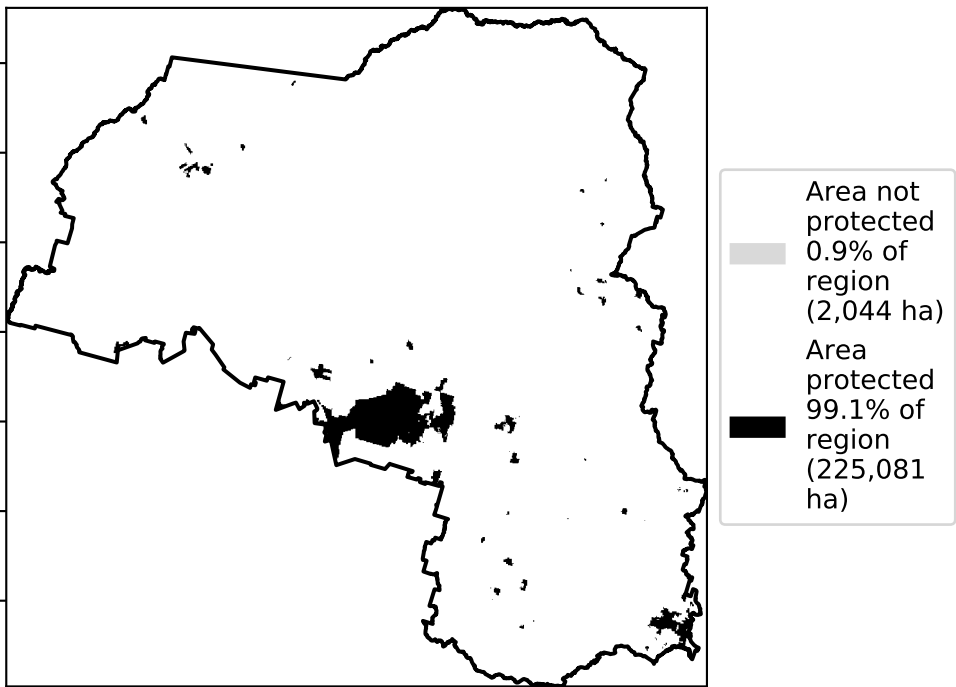 Area not
protected
0.9% of
region
(2,044 ha)
Area
protected
99.1% of
region
(225,081
ha)